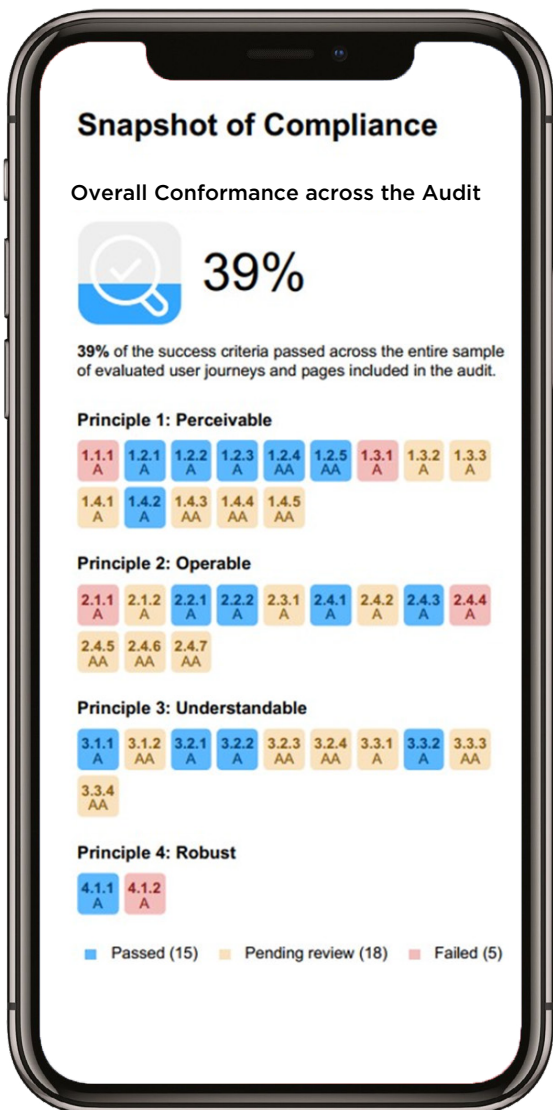 Snapshot of Compliance
Overall Conformance across the Audit
39%
39% of the success criteria passed across the entire sample
of evaluated user journeys and pages included in the audit.
Principle 1: Perceivable
1.1.1 1.2.1 1.2.2 1.2.3 1.2.4 1.2.5 1.3.1 1.3.2 1.3.3
A A A A AA AA A A A
1.4.1 1.4.2 1.4.3 1.4.4 1.4.5
A A AA AA AA
Principle 2: Operable
2.1.1 2.1.2 2.2.1 2.2.2 2.3.1 2.4.1 2.4.2 2.4.3 2.4.4
A A A A A A A A A
2.4.5 2.4.6 2.4.7
AA AA AA
Principle 3: Understandable
3.1.1 3.1.2 3.2.1 3.2.2 3.2.3 3.2.4 3.3.1 3.3.2 3.3.3
A AA A A AA AA A A AA
3.3.4
AA
Principle 4: Robust
4.1.1 4.1.2
A A
Passed (15) Pending review (18) Failed (5)